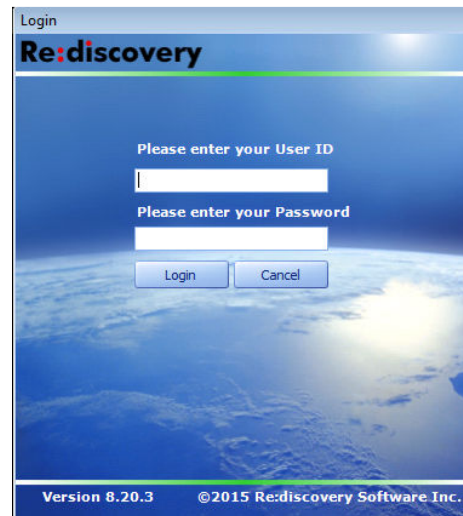 Login
Re:discovery
Please enter your User ID
Please enter your Password
Login Cancel
Version 8.20.3 ©2015 Re:discovery Software Inc.